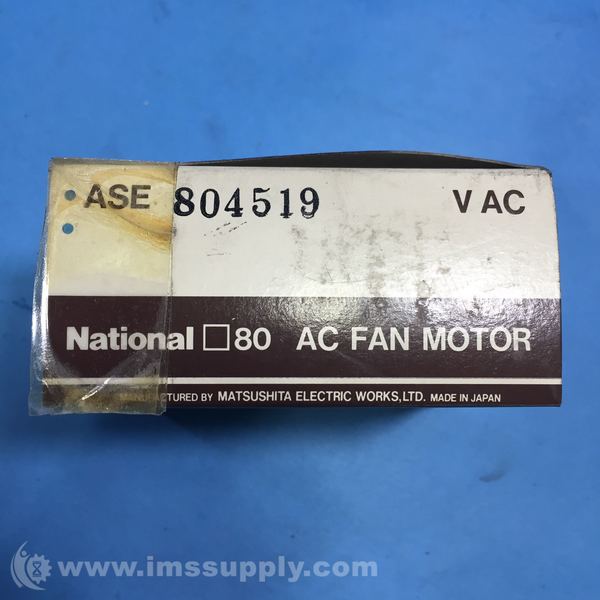 ASE 804519 V AC
National □80 AC FAN MOTOR
MANUFACTURED BY MATSUSHITA ELECTRIC WORKS,LTD. MADE IN JAPAN
www.imssupply.com